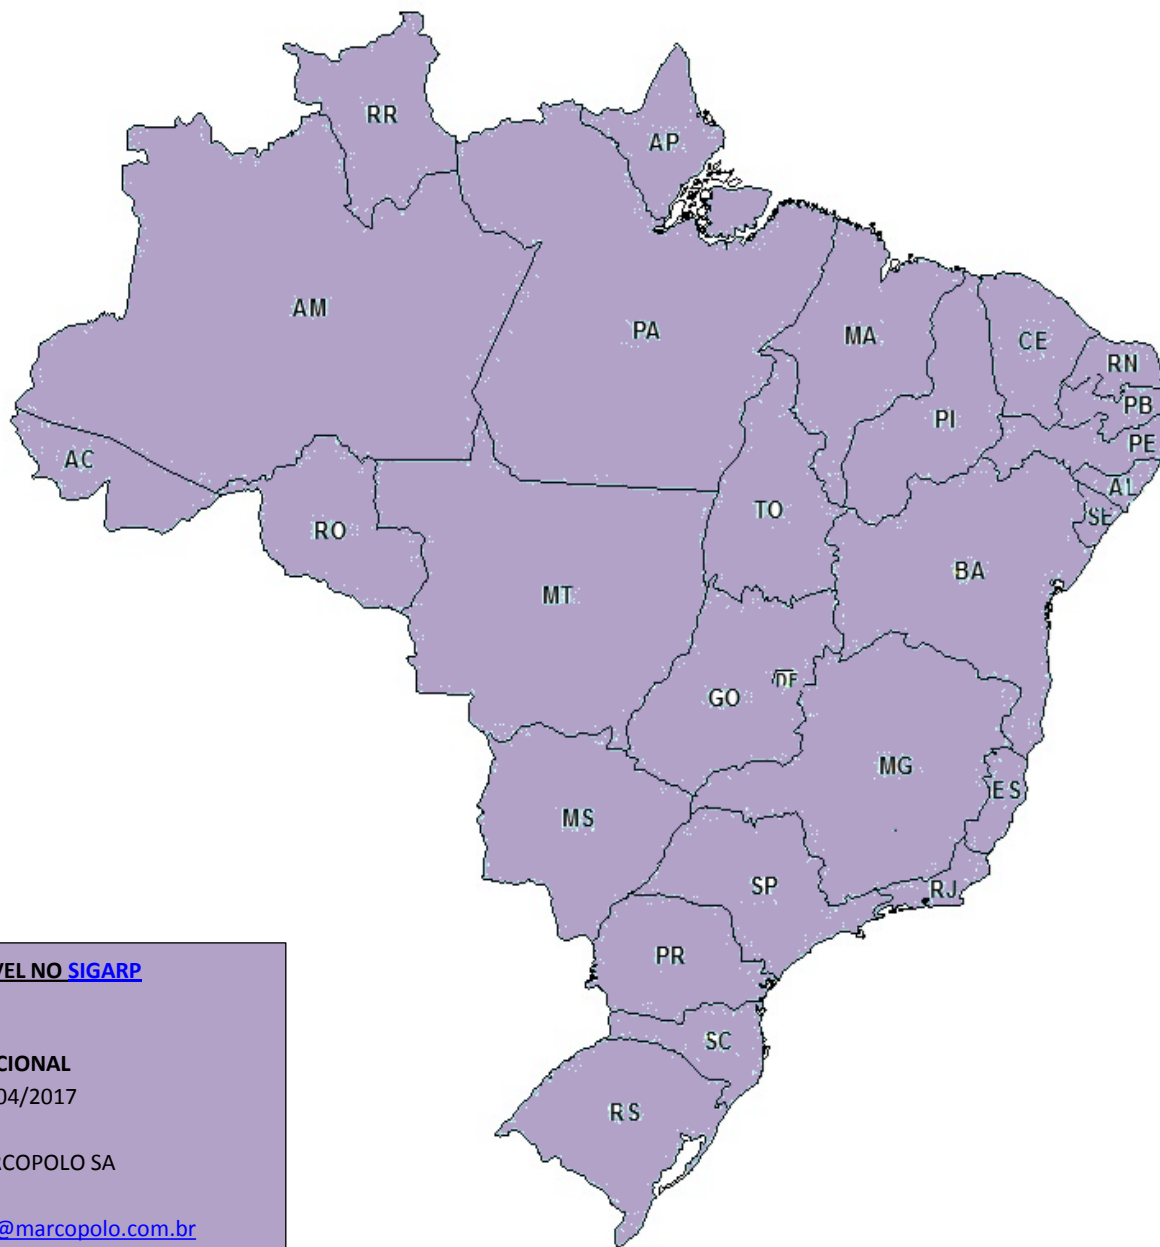 RR
AP
AM
PA
MA
CE
RN
PI
PB
PE
AC
AL
TO
SE
RO
BA
MT
DF
GO
MG
ES
MS
SP
RJ
PR
VEL NO SIGARP
SC
CIONAL
04/2017
RS
RCOPOLO SA
@marcopolo.com.br